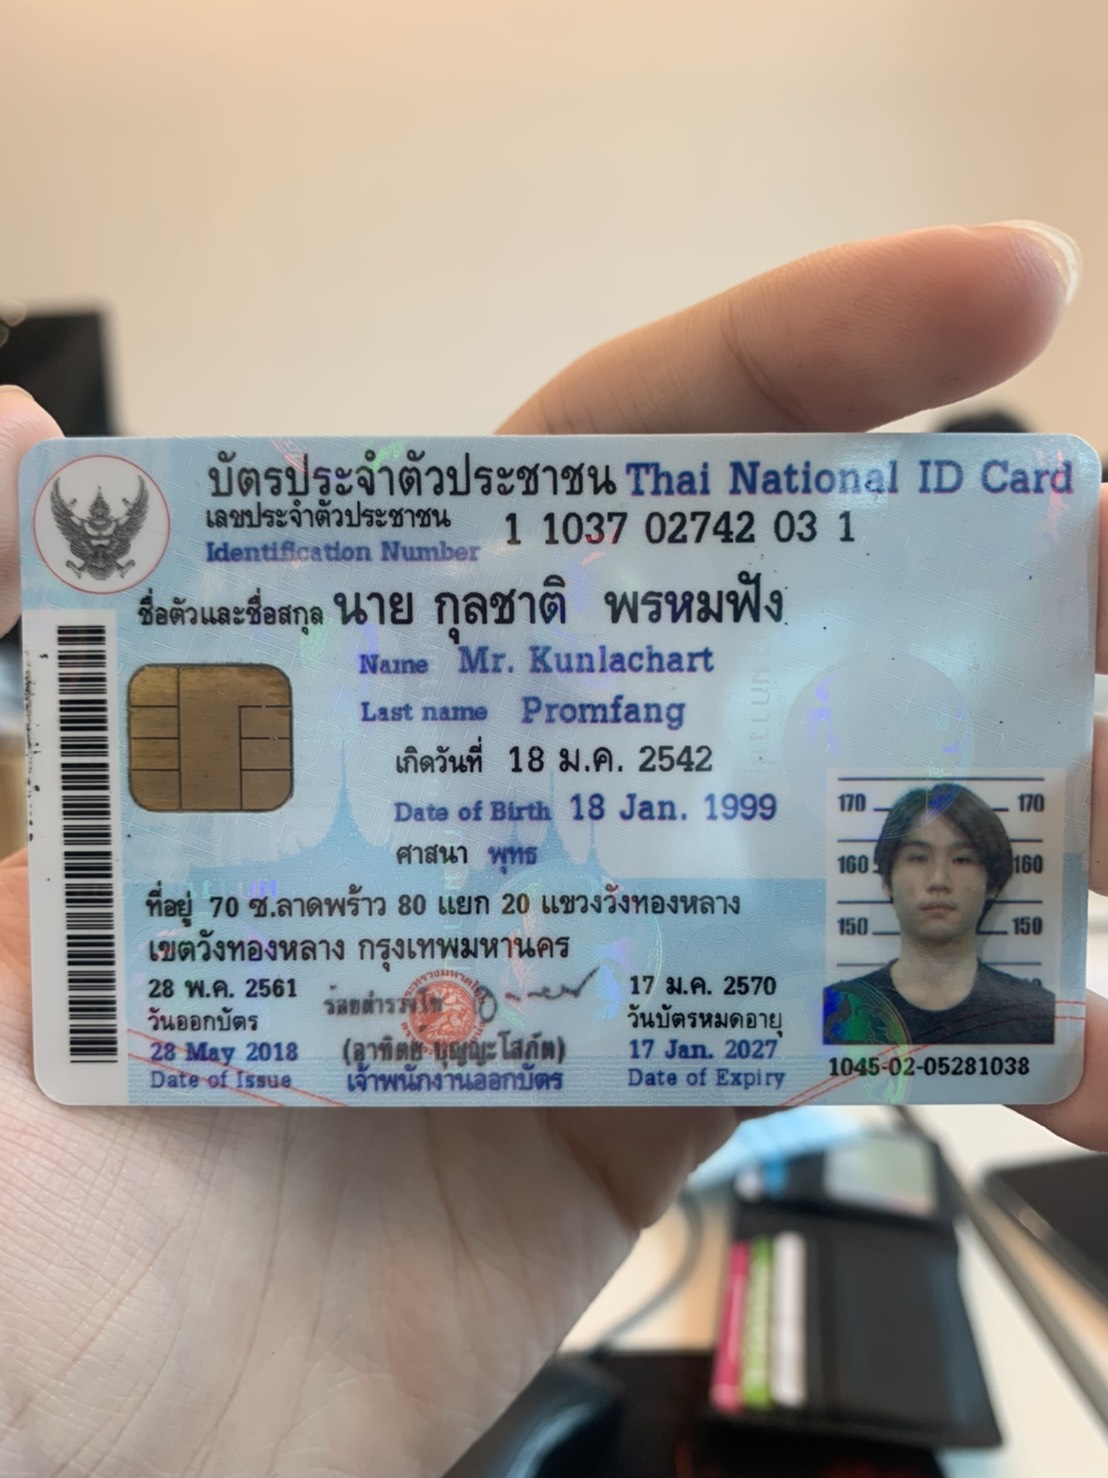 บัตรประจำตัวประชาชน Thai National ID Card
เลขประจำตัวประชาชน 1 1037 02742 03 1
Identification Number
ชื่อตัวและชื่อสกุล นาย กุลชาติ พรหมฟัง
Name Mr. Kunlachart
Last name Promfang
เกิดวันที่ 18 ม.ค. 2542
Date of Birth 18 Jan. 1999
ศาสนา พุทธ
ที่อยู่ 70 ซ.ลาดพร้าว 80 แยก 20 แขวงวังทองหลาง
เขตวังทองหลาง กรุงเทพมหานคร
170 170
160 160
150 150
28 พ.ค. 2561
วันออกบัตร
28 May 2018
Date of Issue
(อาทิตย์ บุญญะโสภัต)
เจ้าพนักงานออกบัตร
17 ม.ค. 2570
วันบัตรหมดอายุ
17 Jan. 2027
Date of Expiry
1045-02-05281038